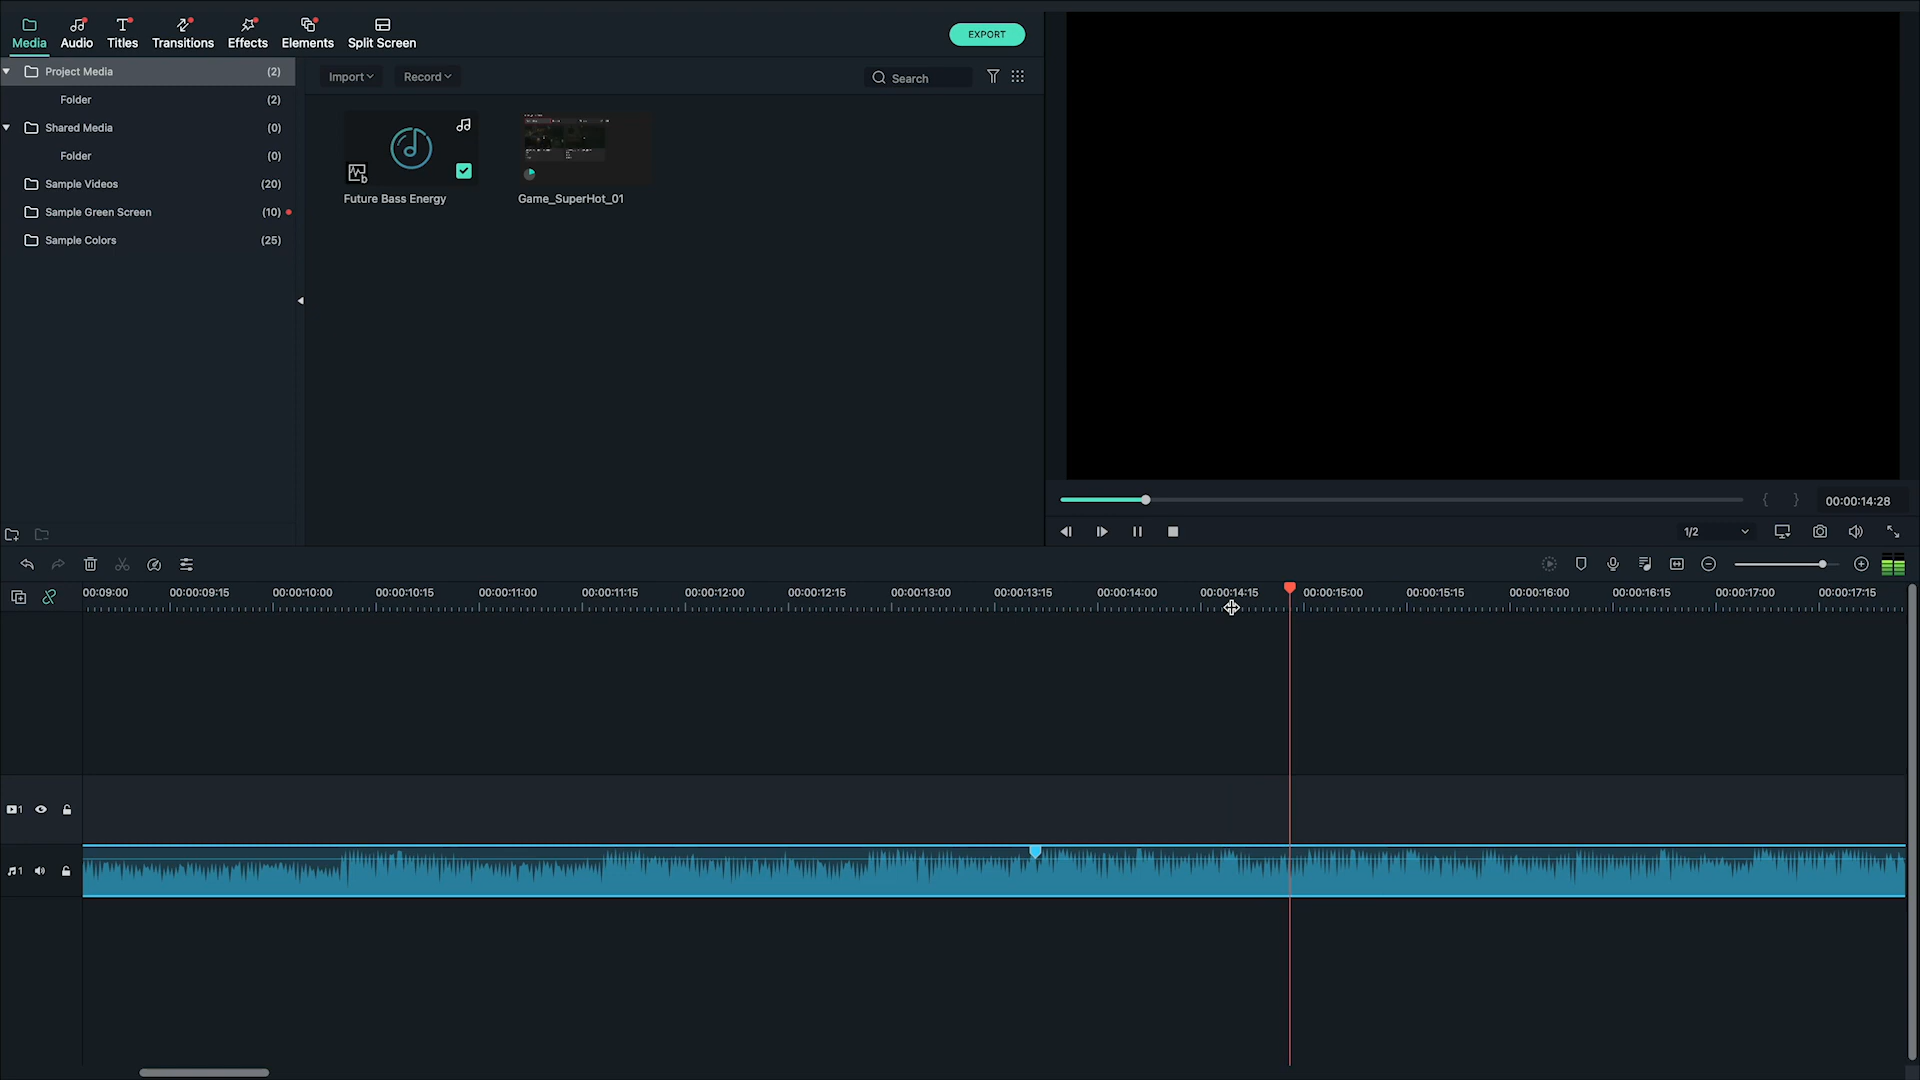 Media Audio Titles Transitions Effects Elements Split Screen
EXPORT
Project Media (2)
Folder (2)
Shared Media (0)
Folder (0)
Sample Videos (20)
Sample Green Screen (10)
Sample Colors (25)
Import Record Search
Future Bass Energy Game_SuperHot_01
00:00:14:28
1/2
00:09:00 00:00:09:15 00:00:10:00 00:00:10:15 00:00:11:00 00:00:11:15 00:00:12:00 00:00:12:15 00:00:13:00 00:00:13:15 00:00:14:00 00:00:14:15 00:00:15:00 00:00:15:15 00:00:16:00 00:00:16:15 00:00:17:00 00:00:17:15
1
1